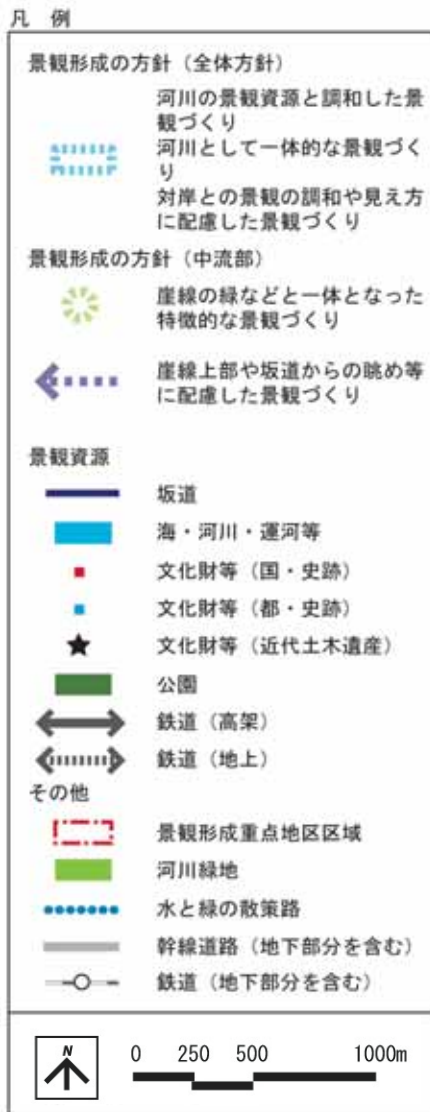 凡 例
景観形成の方針（全体方針）
河川の景観資源と調和した景
観づくり
河川として一体的な景観づく
り
対岸との景観の調和や見え方
に配慮した景観づくり
景観形成の方針（中流部）
崖線の緑などと一体となった
特徴的な景観づくり
崖線上部や坂道からの眺め等
に配慮した景観づくり
景観資源
坂道
海・河川・運河等
文化財等（国・史跡）
文化財等（都・史跡）
文化財等（近代土木遺産）
公園
鉄道（高架）
鉄道（地上）
その他
景観形成重点地区区域
河川緑地
水と緑の散策路
幹線道路（地下部分を含む）
鉄道（地下部分を含む）
N
0 250 500 1000m